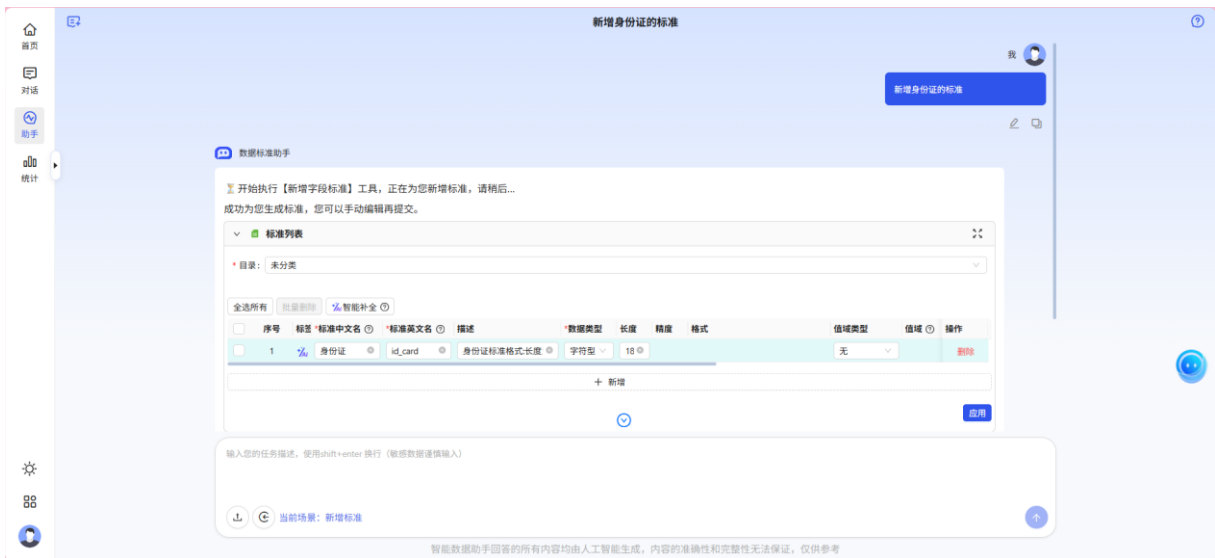 新增身份证的标准
首页
对话
助手
统计
我
新增身份证的标准
数据标准助手
开始执行【新增字段标准】工具，正在为您新增标准，请稍后...
成功为您生成标准，您可以手动编辑再提交。
标准列表
* 目录： 未分类
全选所有 批量删除 智能补全
序号 标签 *标准中文名 *标准英文名 描述 *数据类型 长度 精度 格式 值域类型 值域 操作
1 身份证 id_card 身份证标准格式:长度 字符型 18 无 删除
+ 新增
应用
输入您的任务描述，使用shift+enter 换行（敏感数据谨慎输入）
当前场景：新增标准
智能数据助手回答的所有内容均由人工智能生成，内容的准确性和完整性无法保证，仅供参考